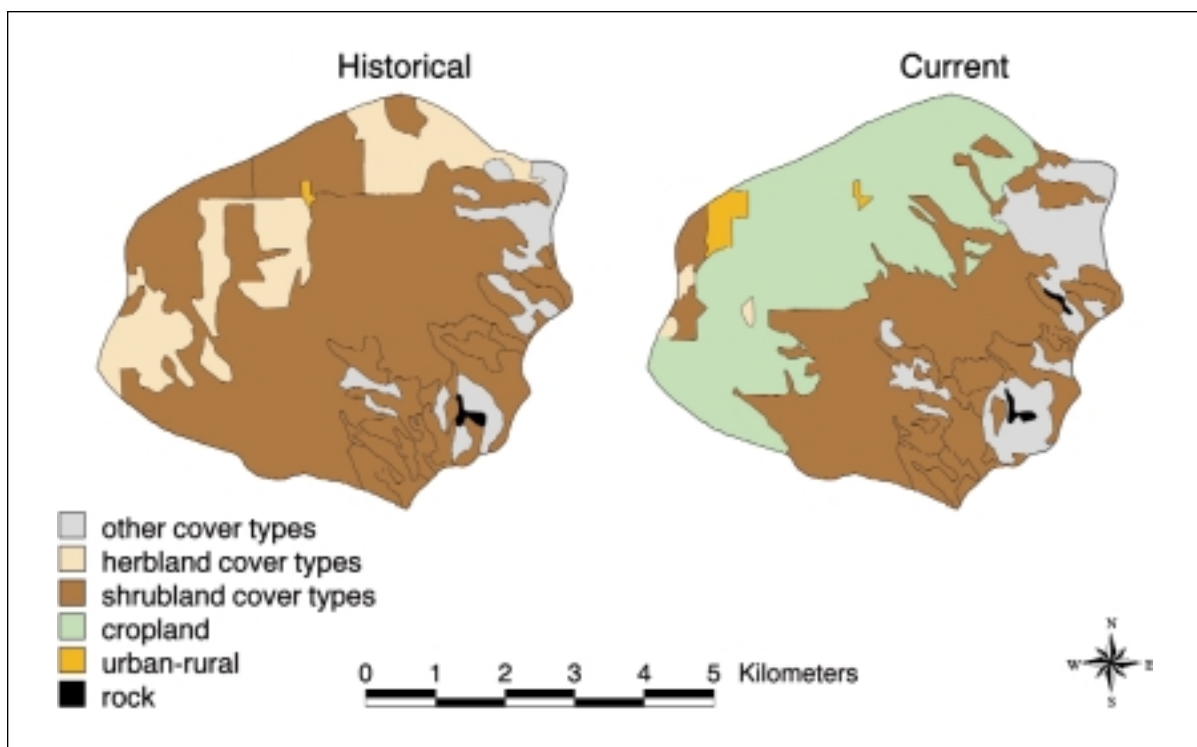 Historical
Current
other cover types
herbland cover types
shrubland cover types
cropland
urban-rural
rock
0 1 2 3 4 5 Kilometers
N
W E
S